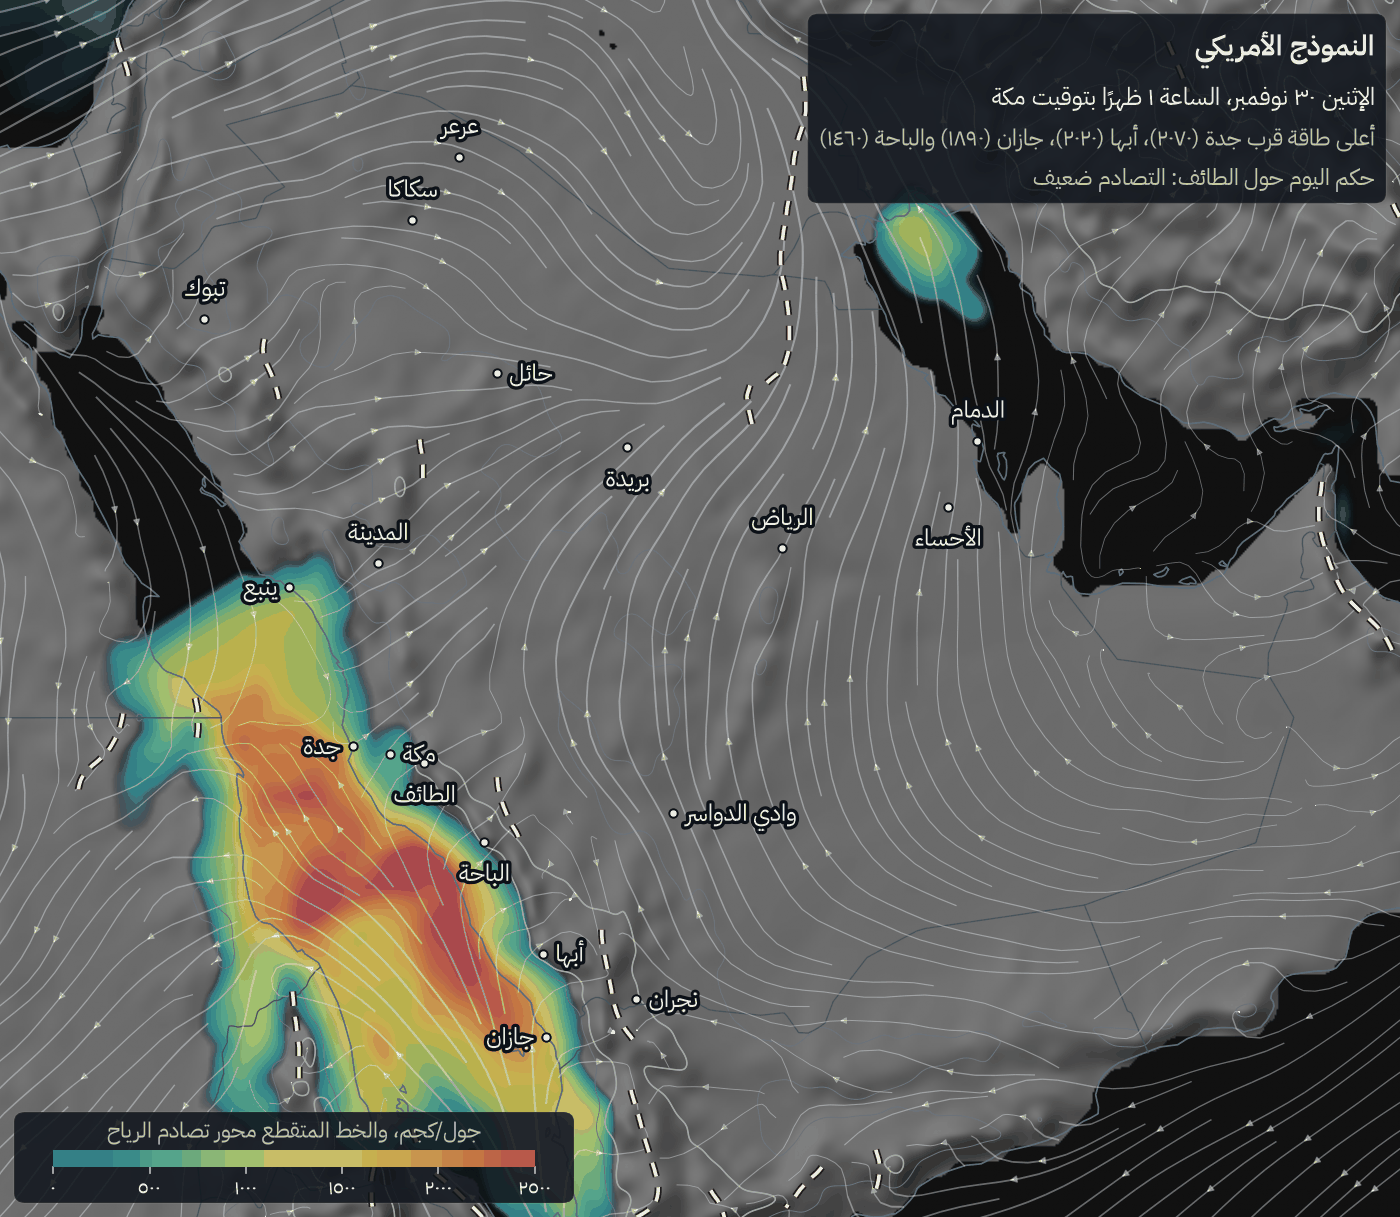 النموذج الأمريكي
الإثنين ٣٠ نوفمبر، الساعة ١ ظهرًا بتوقيت مكة
أعلى طاقة قرب جدة (٢٠٧٠)، أبها (٢٠٢٠)، جازان (١٨٩٠) والباحة (١٤٦٠)
حكم اليوم حول الطائف: التصادم ضعيف
عرعر
سكاكا
تبوك
حائل
الدمام
بريدة
الرياض
الأحساء
المدينة
ينبع
جدة
مكة
الطائف
وادي الدواسر
الباحة
أبها
نجران
جازان
جول/كجم، والخط المتقطع محور تصادم الرياح
٠ ٥٠٠ ١٠٠٠ ١٥٠٠ ٢٠٠٠ ٢٥٠٠